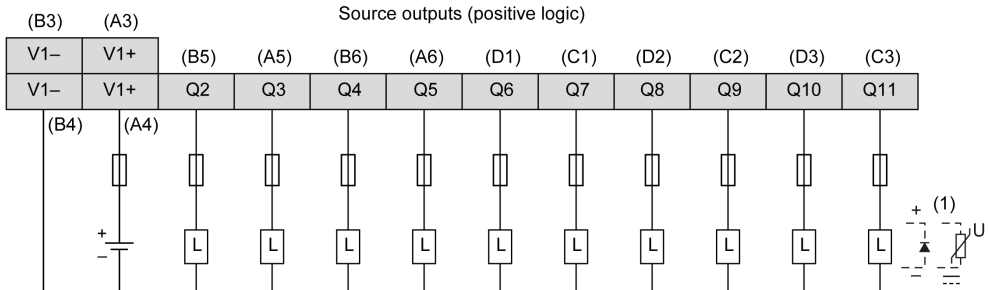 Source outputs (positive logic)
(B3) (A3)
V1– V1+ (B5) (A5) (B6) (A6) (D1) (C1) (D2) (C2) (D3) (C3)
V1– V1+ Q2 Q3 Q4 Q5 Q6 Q7 Q8 Q9 Q10 Q11
(B4) (A4)
+ (1)
+ U
L L L L L L L L L L
– –